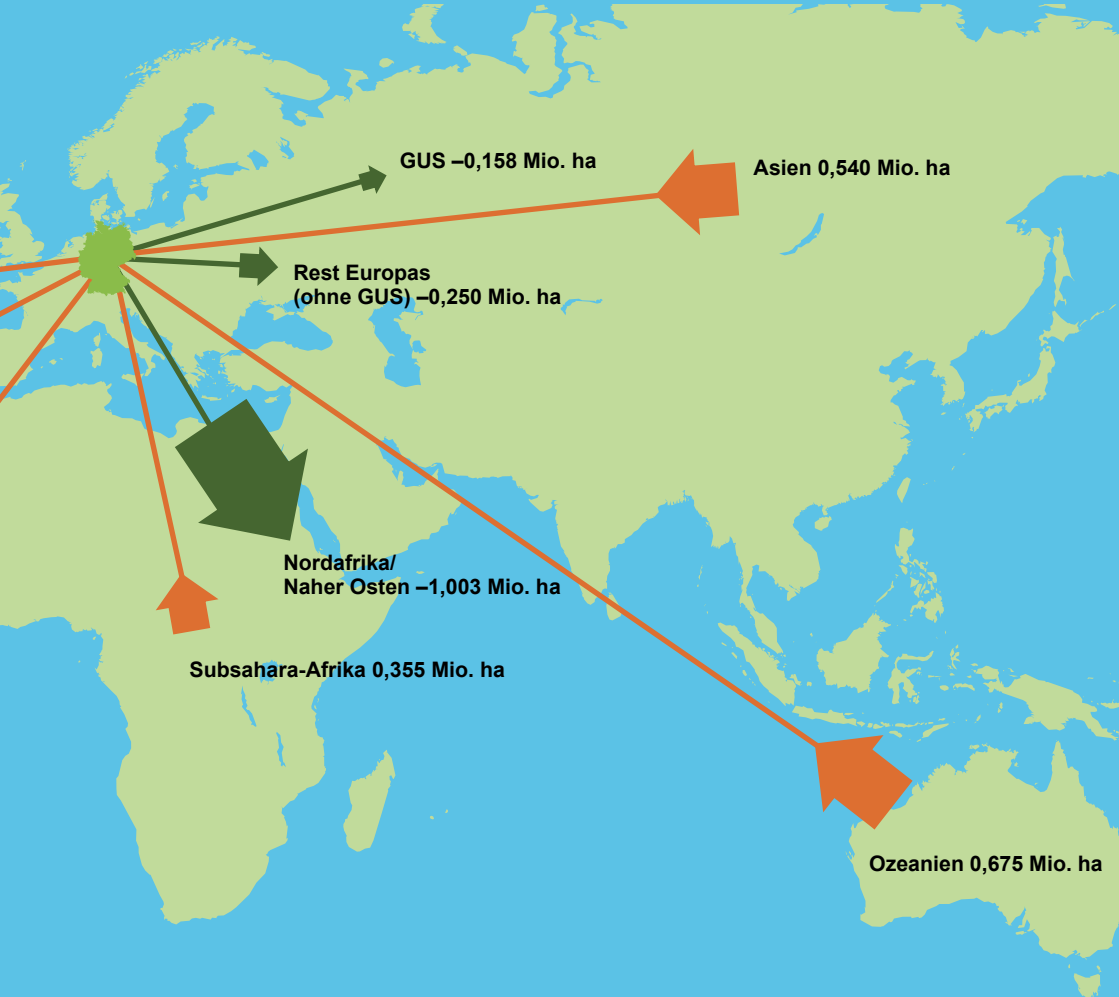 GUS –0,158 Mio. ha
Asien 0,540 Mio. ha
Rest Europas
(ohne GUS) –0,250 Mio. ha
Nordafrika/
Naher Osten –1,003 Mio. ha
Subsahara-Afrika 0,355 Mio. ha
Ozeanien 0,675 Mio. ha